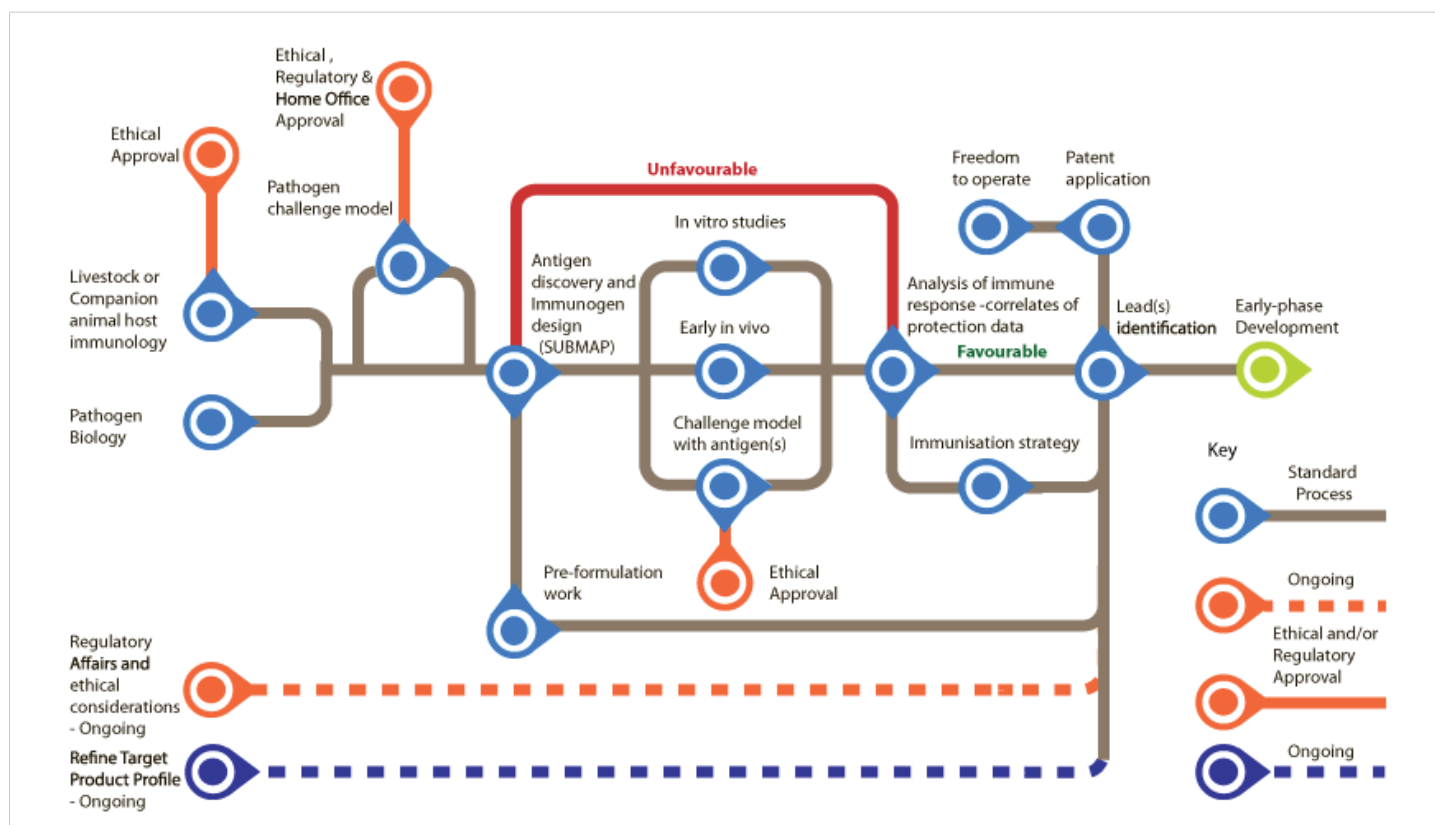 Ethical ,
Regulatory &
Home Office
Approval
Ethical
Approval
Pathogen
challenge model
Livestock or
Companion
animal host
immunology
Pathogen
Biology
Unfavourable
Antigen
discovery and
Immunogen
design
(SUBMAP)
In vitro studies
Early in vivo
Challenge model
with antigen(s)
Ethical
Approval
Pre-formulation
work
Analysis of immune
response -correlates of
protection data
Favourable
Immunisation strategy
Freedom
to operate
Patent
application
Lead(s)
identification
Early-phase
Development
Regulatory
Affairs and
ethical
considerations
- Ongoing
Refine Target
Product Profile
- Ongoing
Key
Standard
Process
Ongoing
Ethical and/or
Regulatory
Approval
Ongoing